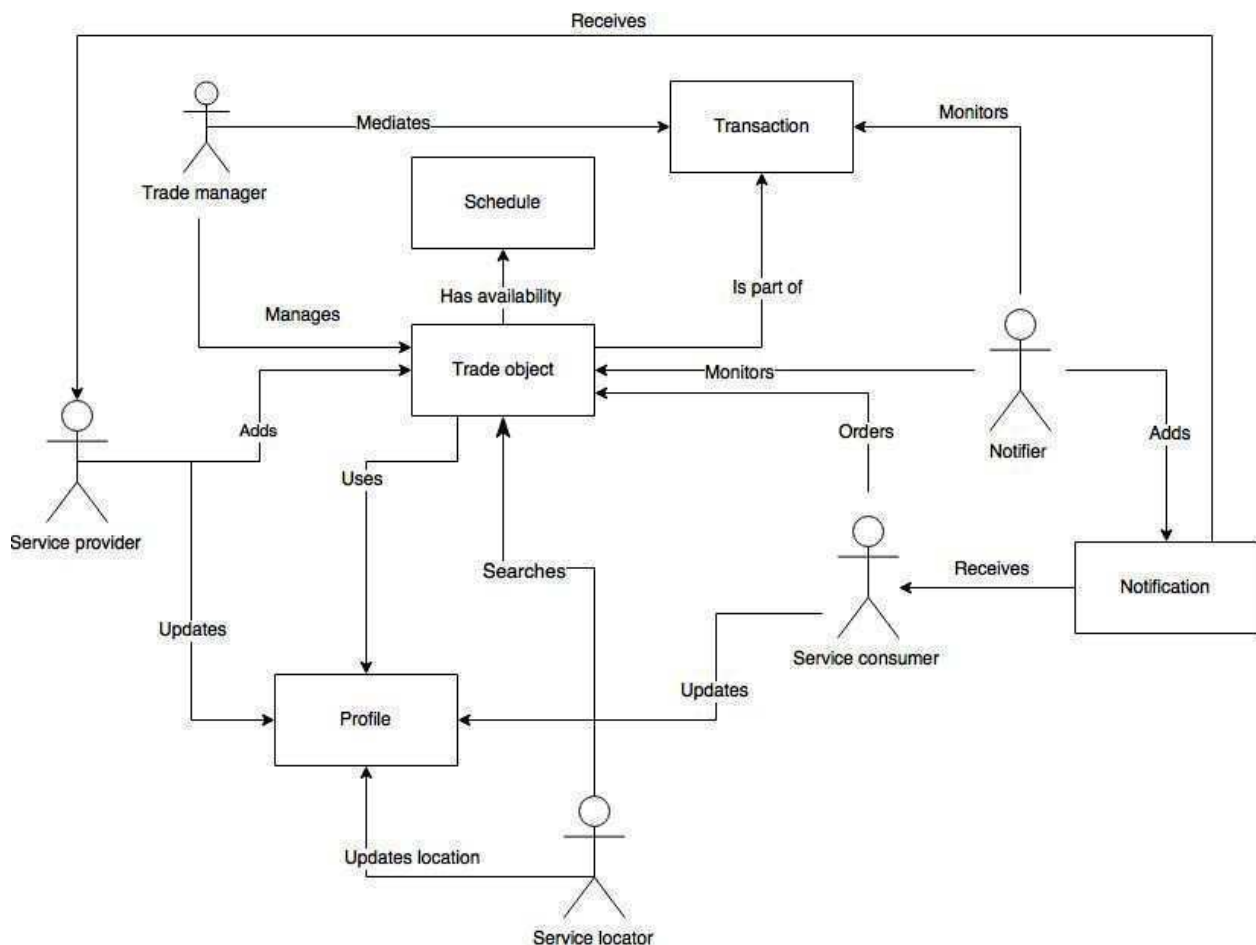 Receives
Mediates
Transaction
Monitors
Trade manager
Schedule
Has availability
Is part of
Manages
Trade object
Monitors
Adds
Uses
Orders
Notifier
Adds
Service provider
Searches
Receives
Notification
Updates
Service consumer
Updates
Profile
Updates location
Service locator